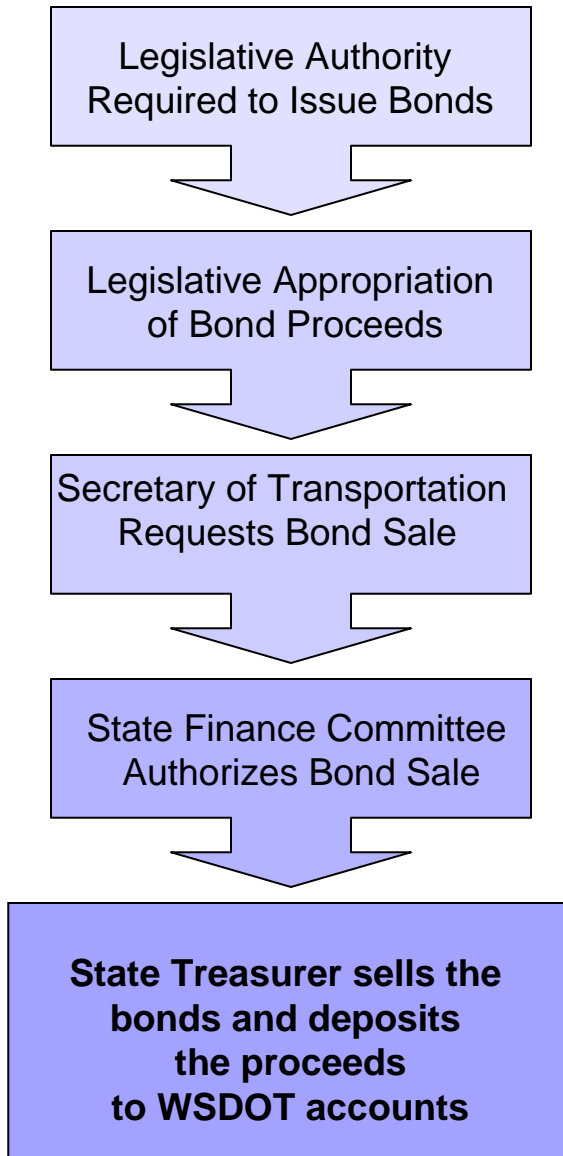 Legislative Authority
Required to Issue Bonds
Legislative Appropriation
of Bond Proceeds
Secretary of Transportation
Requests Bond Sale
State Finance Committee
Authorizes Bond Sale
State Treasurer sells the
bonds and deposits
the proceeds
to WSDOT accounts